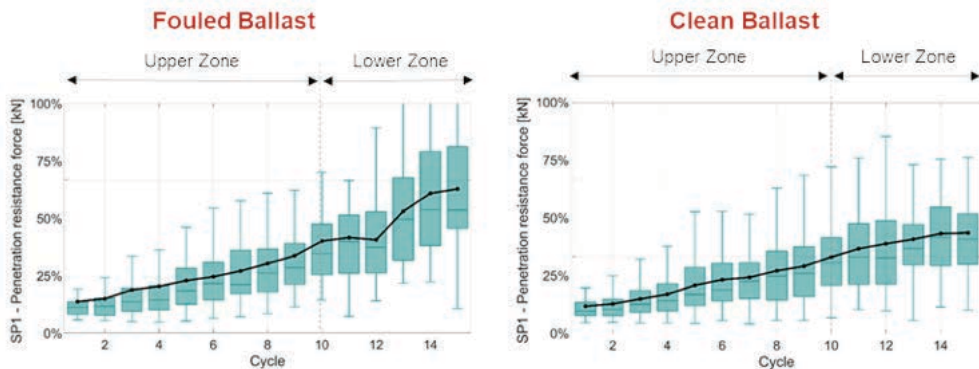 Fouled Ballast
Upper Zone
Lower Zone
SP1 - Penetration resistance force [kN]
100%
75%
50%
25%
0%
2 4 6 8 10 12 14
Cycle
Clean Ballast
Upper Zone
Lower Zone
SP1 - Penetration resistance force [kN]
100%
75%
50%
25%
0%
2 4 6 8 10 12 14
Cycle